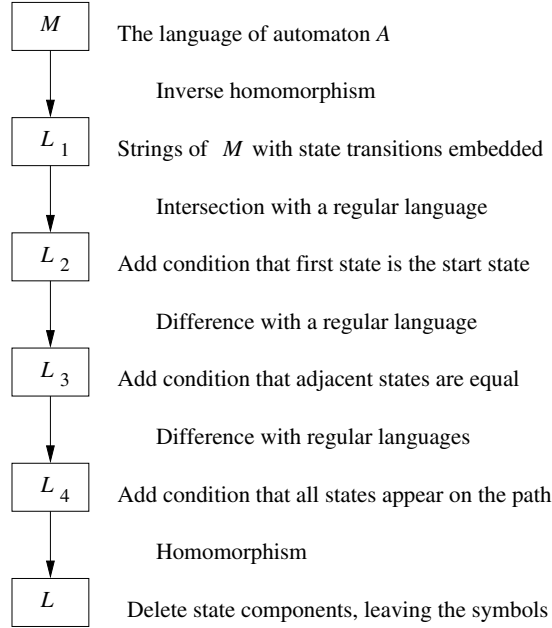 M The language of automaton A
Inverse homomorphism
L 1 Strings of M with state transitions embedded
Intersection with a regular language
L 2 Add condition that first state is the start state
Difference with a regular language
L 3 Add condition that adjacent states are equal
Difference with regular languages
L 4 Add condition that all states appear on the path
Homomorphism
L Delete state components, leaving the symbols